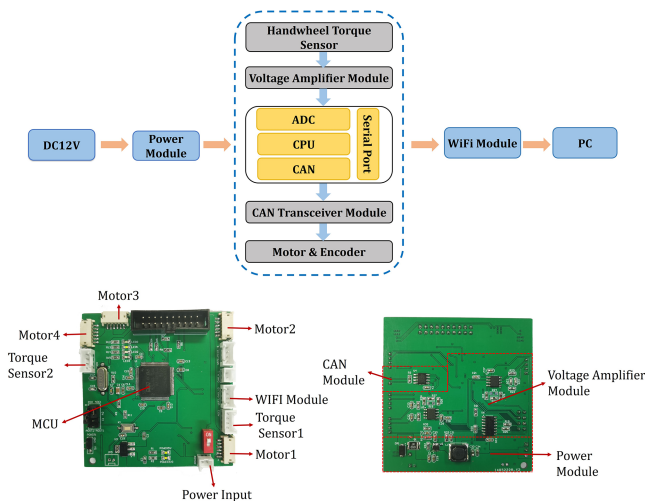 Handwheel Torque
Sensor
Voltage Amplifier Module
ADC
CPU
CAN
Serial Port
DC12V
Power
Module
WiFi Module
PC
CAN Transceiver Module
Motor & Encoder
Motor3
Motor4
Motor2
Torque
Sensor2
WIFI Module
MCU
Torque
Sensor1
Motor1
Power Input
CAN
Module
Voltage Amplifier
Module
Power
Module